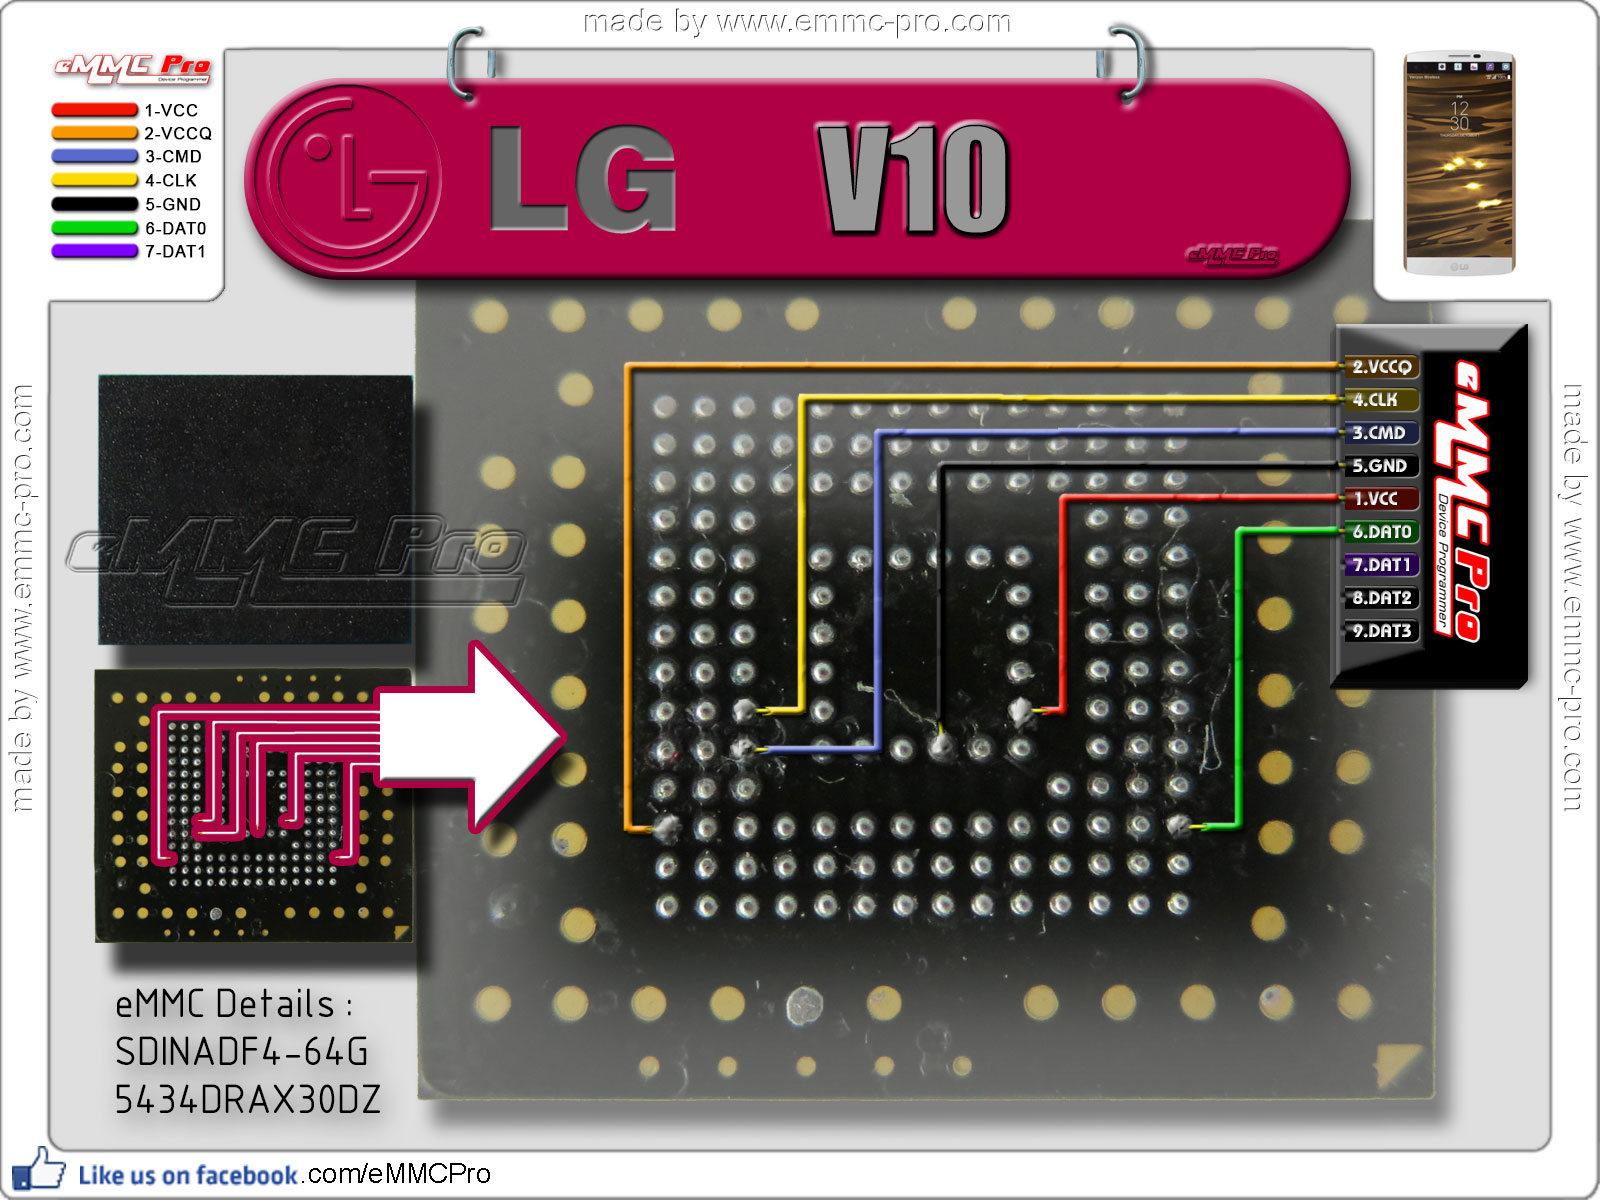 made by www.emmc-pro.com
eMMC Pro
Device Programmer
1-VCC
2-VCCQ
3-CMD
4-CLK
5-GND
6-DAT0
7-DAT1
LG
LG V10
eMMC Pro
12
30
LG
2.VCCQ
4.CLK
3.CMD
5.GND
1.VCC
6.DAT0
7.DAT1
8.DAT2
9.DAT3
eMMC Pro
Device Programmer
eMMC Pro
made by www.emmc-pro.com
made by www.emmc-pro.com
eMMC Details :
SDINADF4-64G
5434DRAX30DZ
Like us on facebook.com/eMMCPro